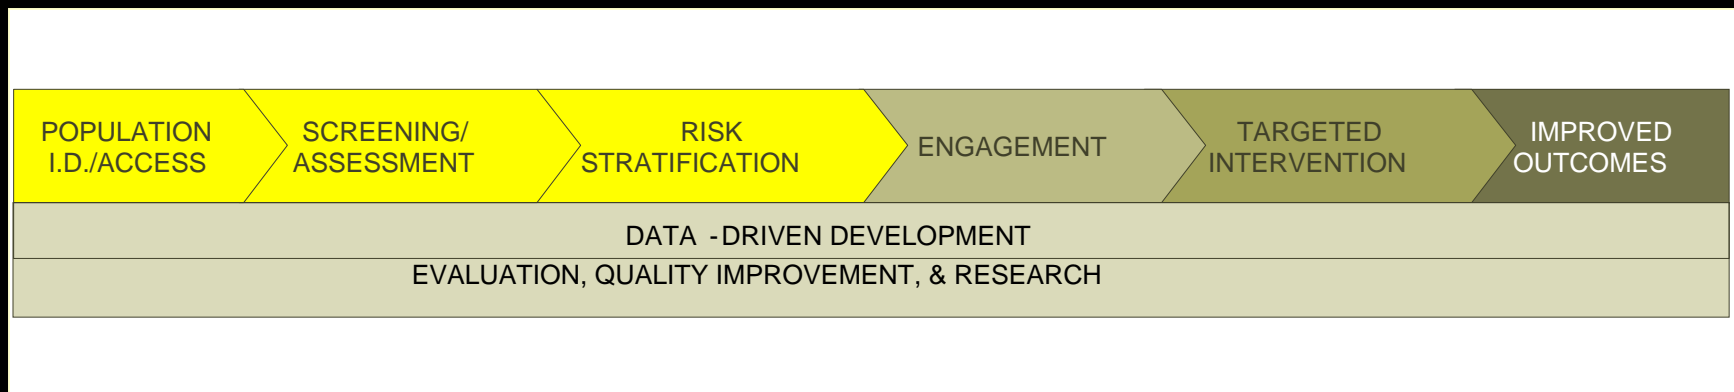 POPULATION
I.D./ACCESS
SCREENING/
ASSESSMENT
RISK
STRATIFICATION
ENGAGEMENT
TARGETED
INTERVENTION
IMPROVED
OUTCOMES
DATA -DRIVEN DEVELOPMENT
EVALUATION, QUALITY IMPROVEMENT, & RESEARCH